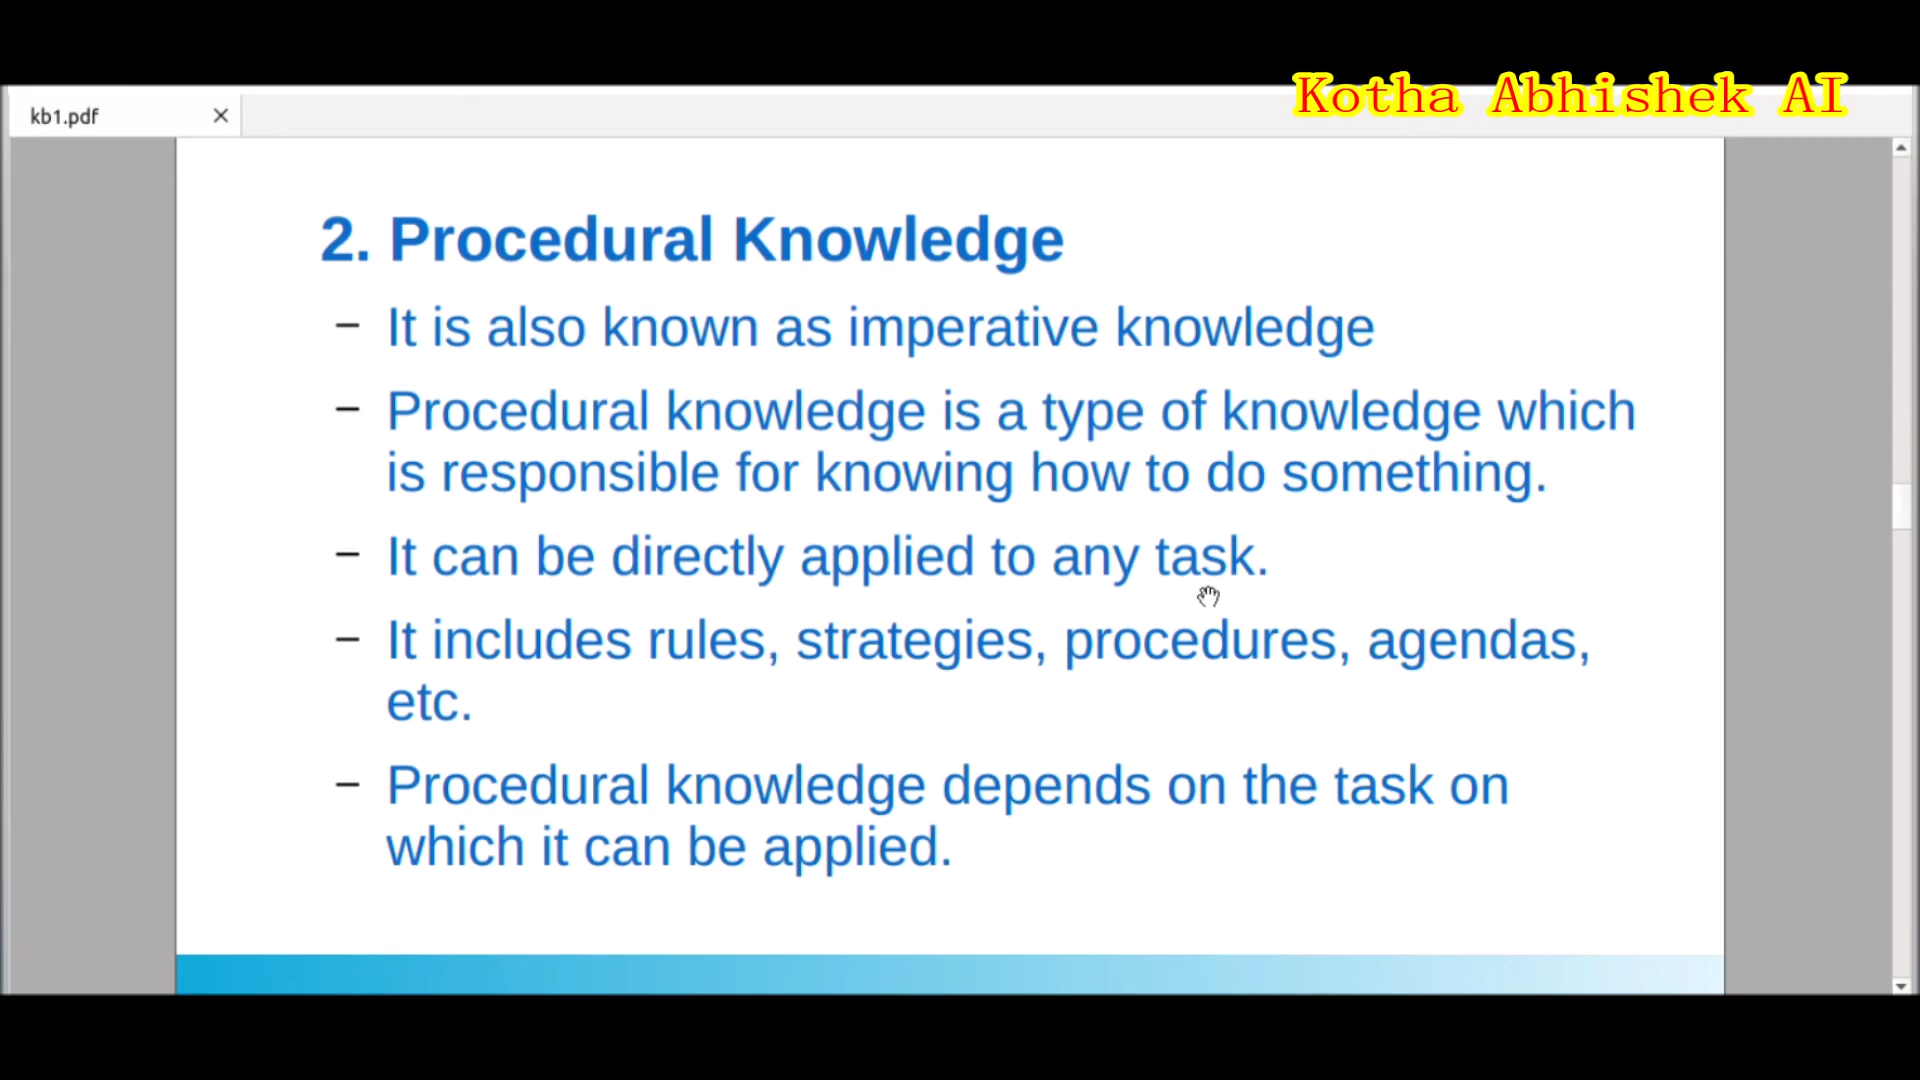 Kotha Abhishek AI
kb1.pdf
2. Procedural Knowledge
– It is also known as imperative knowledge
– Procedural knowledge is a type of knowledge which
is responsible for knowing how to do something.
– It can be directly applied to any task.
– It includes rules, strategies, procedures, agendas,
etc.
– Procedural knowledge depends on the task on
which it can be applied.